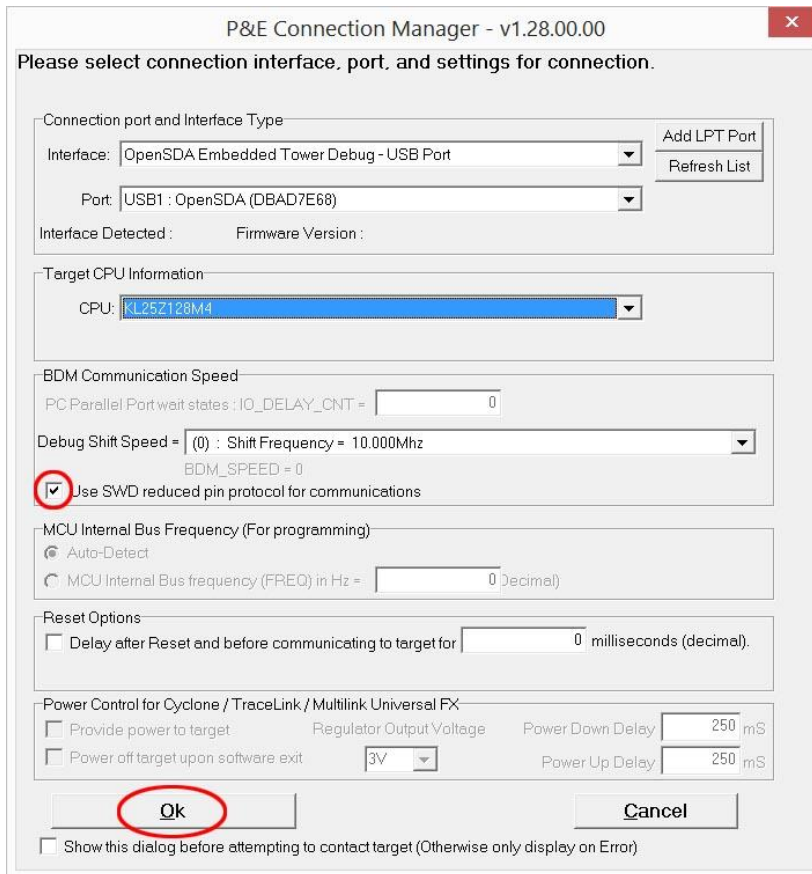 P&E Connection Manager - v1.28.00.00
Please select connection interface, port, and settings for connection.
Connection port and Interface Type
Add LPT Port
Interface: OpenSDA Embedded Tower Debug - USB Port
Refresh List
Port: USB1 : OpenSDA (DBAD7E68)
Interface Detected : Firmware Version :
Target CPU Information
CPU: KL25Z128M4
BDM Communication Speed
PC Parallel Port wait states : IO_DELAY_CNT = 0
Debug Shift Speed = (0) : Shift Frequency = 10.000Mhz
BDM_SPEED = 0
Use SWD reduced pin protocol for communications
MCU Internal Bus Frequency (For programming)
Auto-Detect
MCU Internal Bus frequency (FREQ) in Hz = 0 Decimal)
Reset Options
Delay after Reset and before communicating to target for 0 milliseconds (decimal).
Power Control for Cyclone / TraceLink / Multilink Universal FX
Provide power to target Regulator Output Voltage Power Down Delay 250 mS
Power off target upon software exit 3V Power Up Delay 250 mS
Ok Cancel
Show this dialog before attempting to contact target (Otherwise only display on Error)